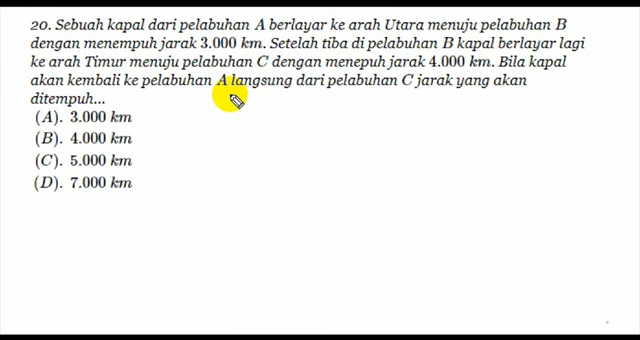 20. Sebuah kapal dari pelabuhan A berlayar ke arah Utara menuju pelabuhan B
dengan menempuh jarak 3.000 km. Setelah tiba di pelabuhan B kapal berlayar lagi
ke arah Timur menuju pelabuhan C dengan menepuh jarak 4.000 km. Bila kapal
akan kembali ke pelabuhan A langsung dari pelabuhan C jarak yang akan
ditempuh...
(A). 3.000 km
(B). 4.000 km
(C). 5.000 km
(D). 7.000 km